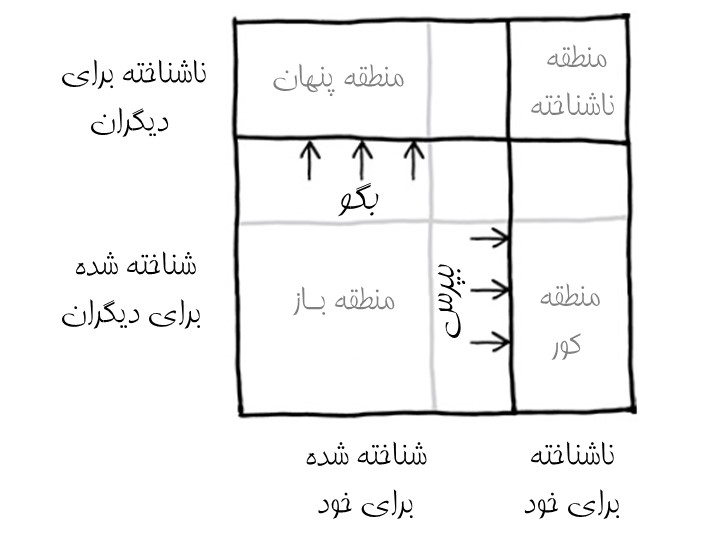 ناشناخته برای
دیگران
منطقه پنهان
منطقه
ناشناخته
بگو
شناخته شده
برای دیگران
منطقه باز
بپرس
منطقه
کور
شناخته شده
برای خود
ناشناخته
برای خود